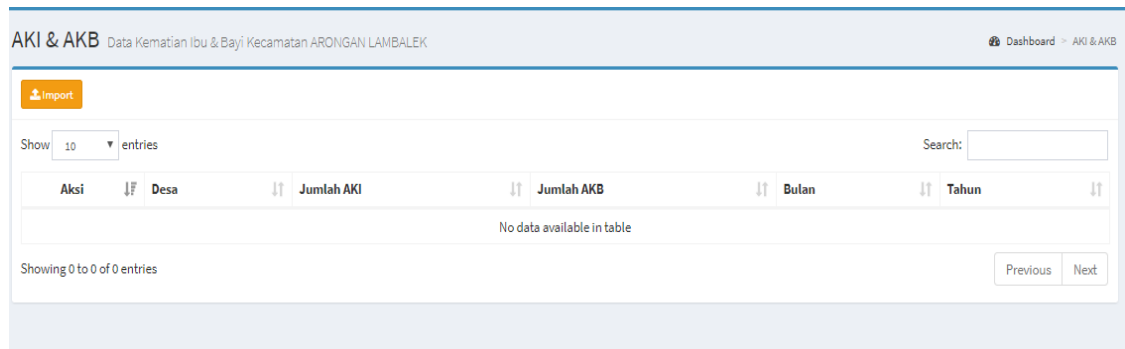 AKI & AKB Data Kematian Ibu & Bayi Kecamatan ARONGAN LAMBALEK
Dashboard > AKI & AKB
Import
Show 10 entries
Search:
Aksi Desa Jumlah AKI Jumlah AKB Bulan Tahun
No data available in table
Showing 0 to 0 of 0 entries
Previous Next